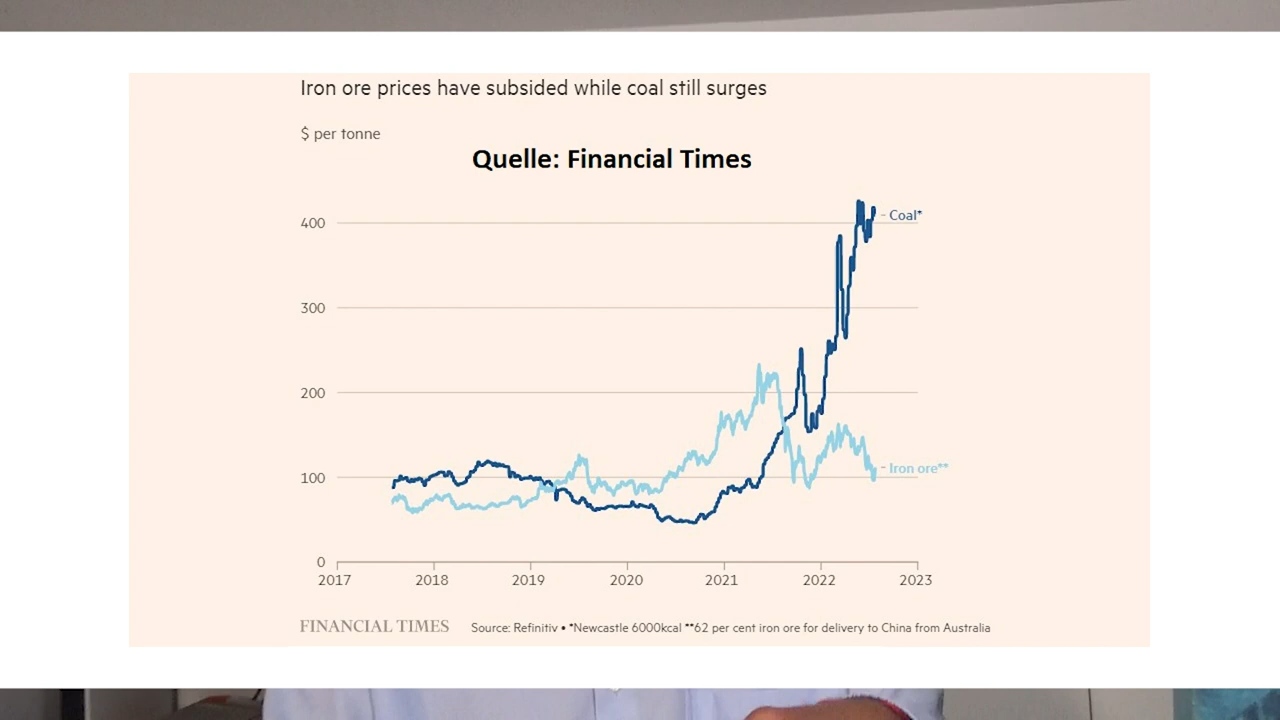 Iron ore prices have subsided while coal still surges
$ per tonne
Quelle: Financial Times
400
- Coal*
300
200
100
- Iron ore**
0
2017 2018 2019 2020 2021 2022 2023
FINANCIAL TIMES Source: Refinitiv • *Newcastle 6000kcal **62 per cent iron ore for delivery to China from Australia